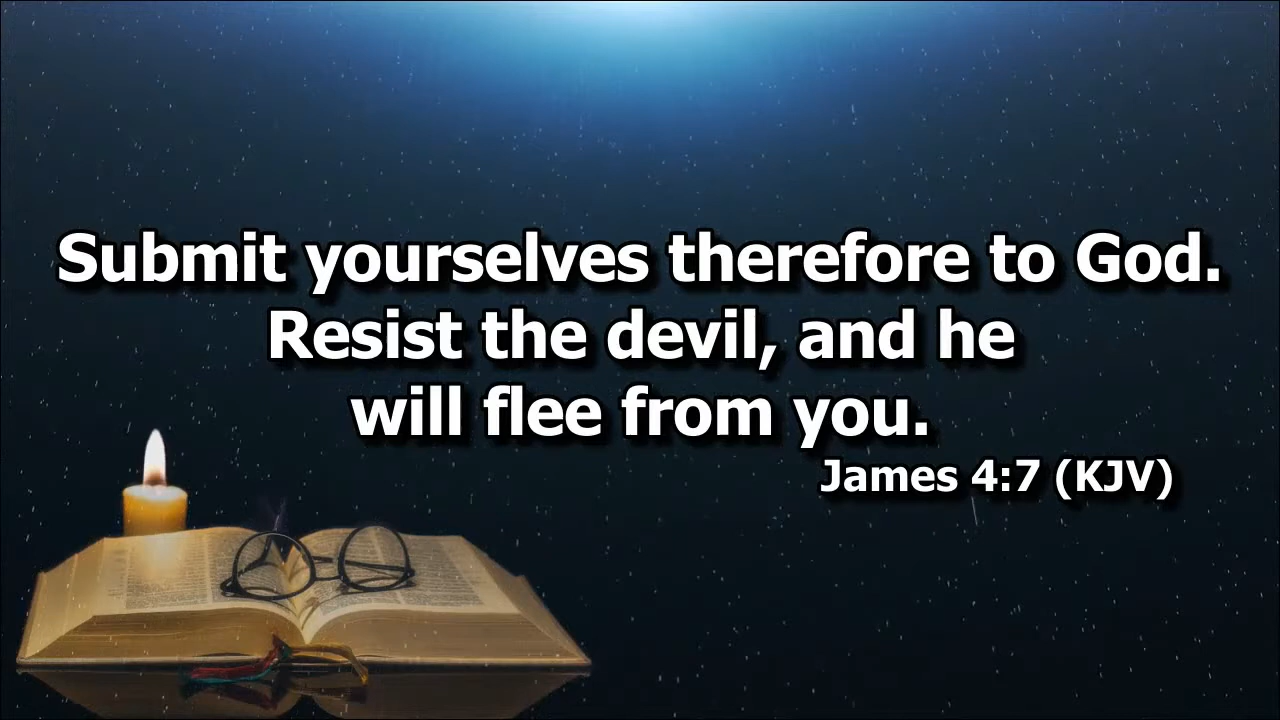 Submit yourselves therefore to God.
Resist the devil, and he
will flee from you.
James 4:7 (KJV)